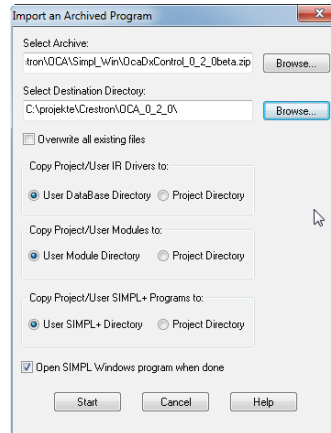 Import an Archived Program
Select Archive:
:tron\OCA\Simpl_Win\OcaDxControl_0_2_0beta.zip Browse...
Select Destination Directory:
C:\projekte\Crestron\OCA_0_2_0\ Browse...
Overwrite all existing files
Copy Project/User IR Drivers to:
User DataBase Directory Project Directory
Copy Project/User Modules to:
User Module Directory Project Directory
Copy Project/User SIMPL+ Programs to:
User SIMPL+ Directory Project Directory
Open SIMPL Windows program when done
Start Cancel Help